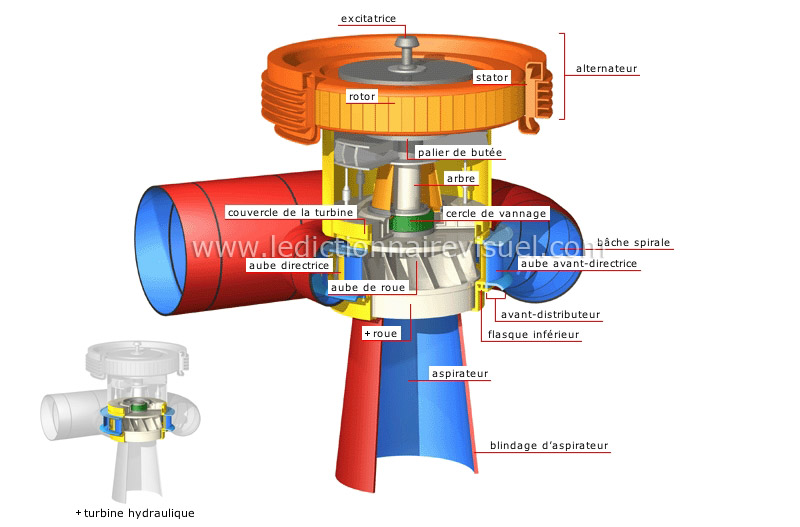 excitatrice
alternateur
stator
rotor
palier de butée
arbre
couvercle de la turbine
cercle de vannage
www.ledictionnairevisuel.com
bâche spirale
aube directrice
aube avant-directrice
aube de roue
avant-distributeur
+ roue
flasque inférieur
aspirateur
blindage d'aspirateur
+ turbine hydraulique